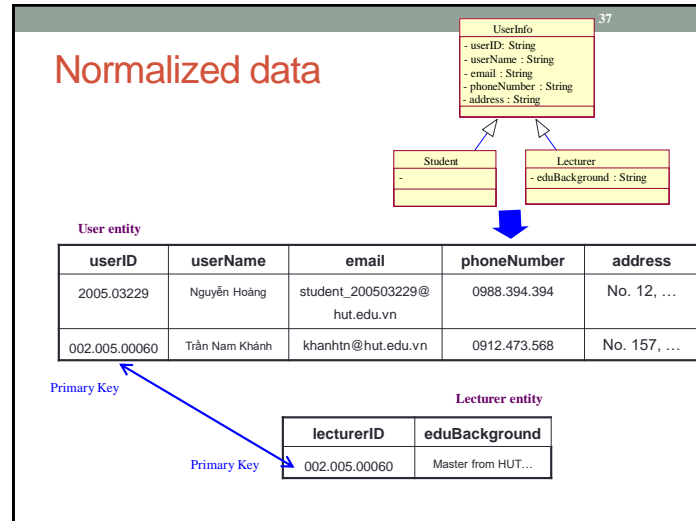 37
Normalized data
UserInfo
- userID: String
- userName : String
- email : String
- phoneNumber : String
- address : String
Student
-
Lecturer
- eduBackground : String
User entity
userID userName email phoneNumber address
2005.03229 Nguyễn Hoàng student_200503229@ 0988.394.394 No. 12, …
hut.edu.vn
002.005.00060 Trần Nam Khánh khanhtn@hut.edu.vn 0912.473.568 No. 157, …
Primary Key
Lecturer entity
lecturerID eduBackground
Primary Key 002.005.00060 Master from HUT…